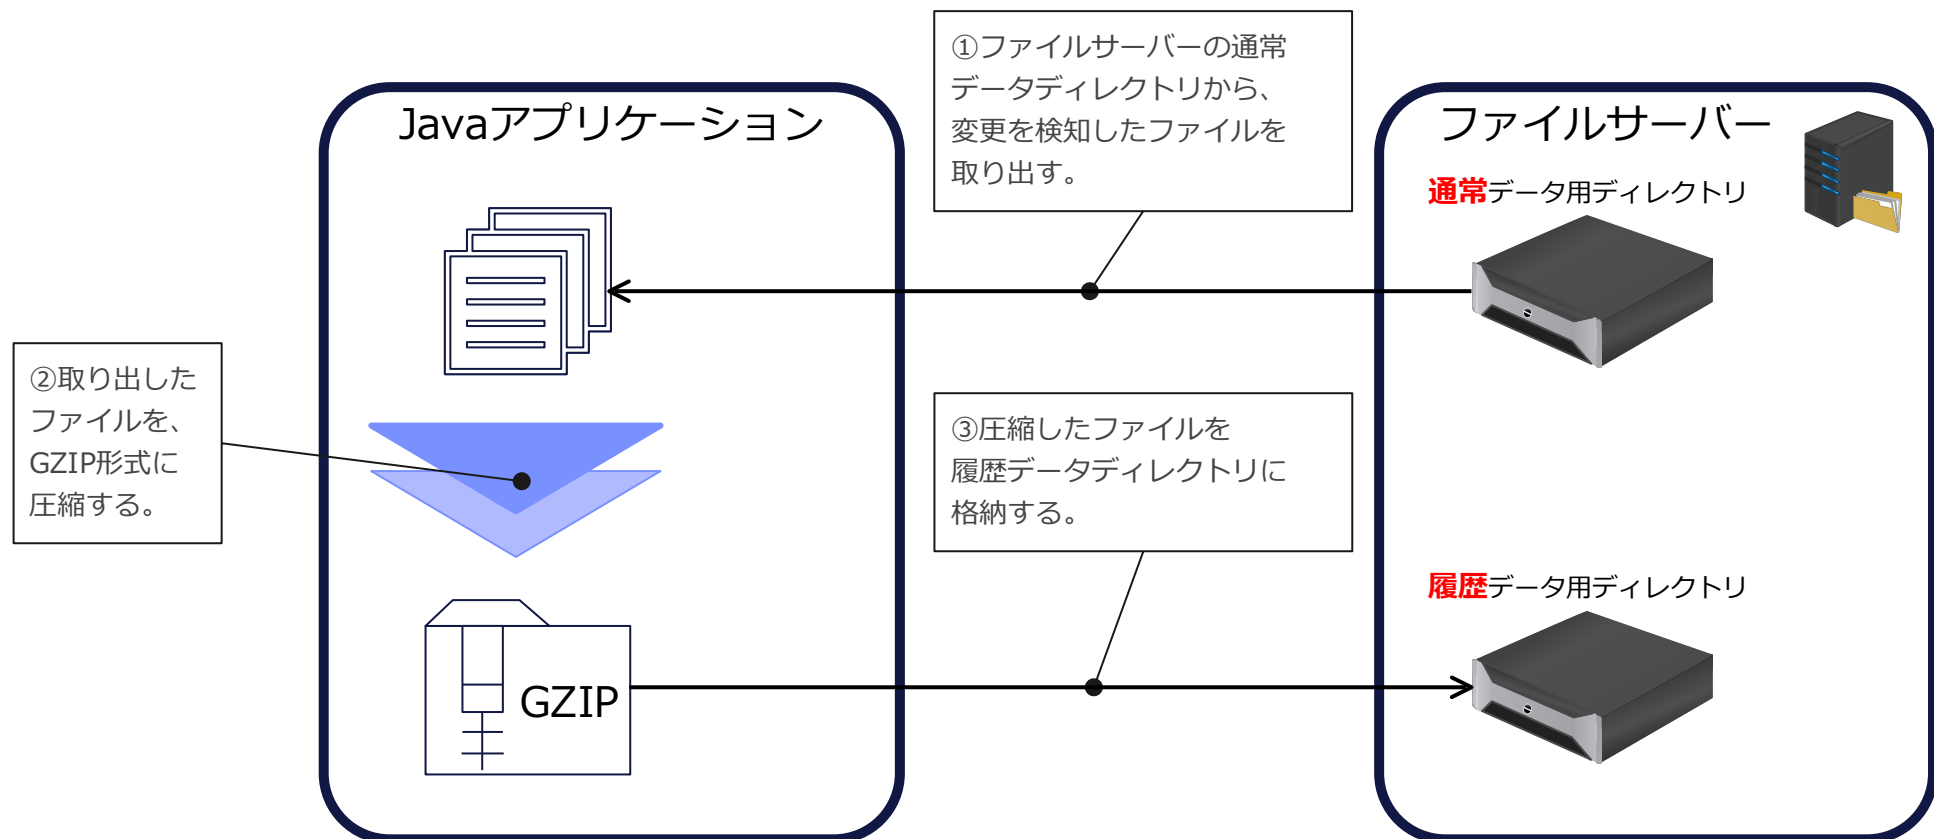 ①ファイルサーバーの通常
データディレクトリから、
変更を検知したファイルを
取り出す。
Javaアプリケーション
ファイルサーバー
通常データ用ディレクトリ
②取り出した
ファイルを、
GZIP形式に
圧縮する。
③圧縮したファイルを
履歴データディレクトリに
格納する。
履歴データ用ディレクトリ
GZIP